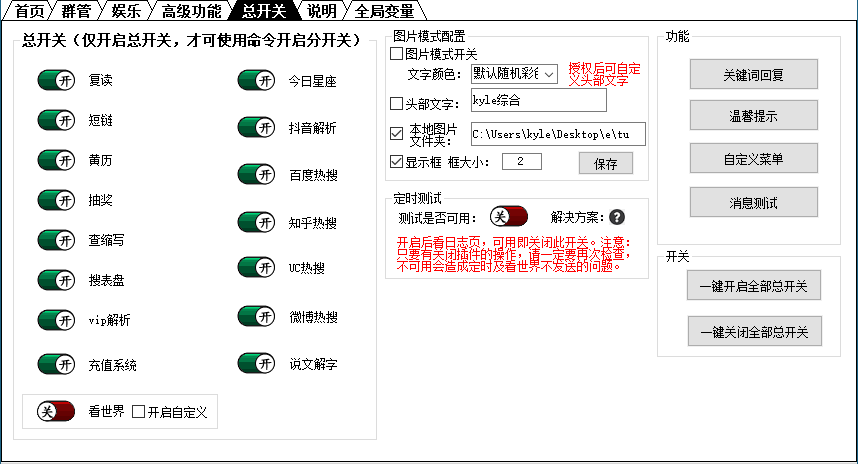 首页 群管 娱乐 高级功能 总开关 说明 全局变量
总开关（仅开启总开关，才可使用命令开启分开关）
开 复读
开 短链
开 黄历
开 抽奖
开 查缩写
开 搜表盘
开 vip解析
开 充值系统
关 看世界 开启自定义
开 今日星座
开 抖音解析
开 百度热搜
开 知乎热搜
开 UC热搜
开 微博热搜
开 说文解字
图片模式配置
图片模式开关
文字颜色： 默认随机彩色
授权后可自定
义头部文字
头部文字： kyle综合
本地图片
文件夹：
C:\Users\kyle\Desktop\e\tu
显示框 框大小： 2 保存
定时测试
测试是否可用： 关 解决方案： ?
开启后看日志页，可用即关闭此开关。注意：
只要有关闭插件的操作，请一定要再次检查，
不可用会造成定时及看世界不发送的问题。
功能
关键词回复
温馨提示
自定义菜单
消息测试
开关
一键开启全部总开关
一键关闭全部总开关